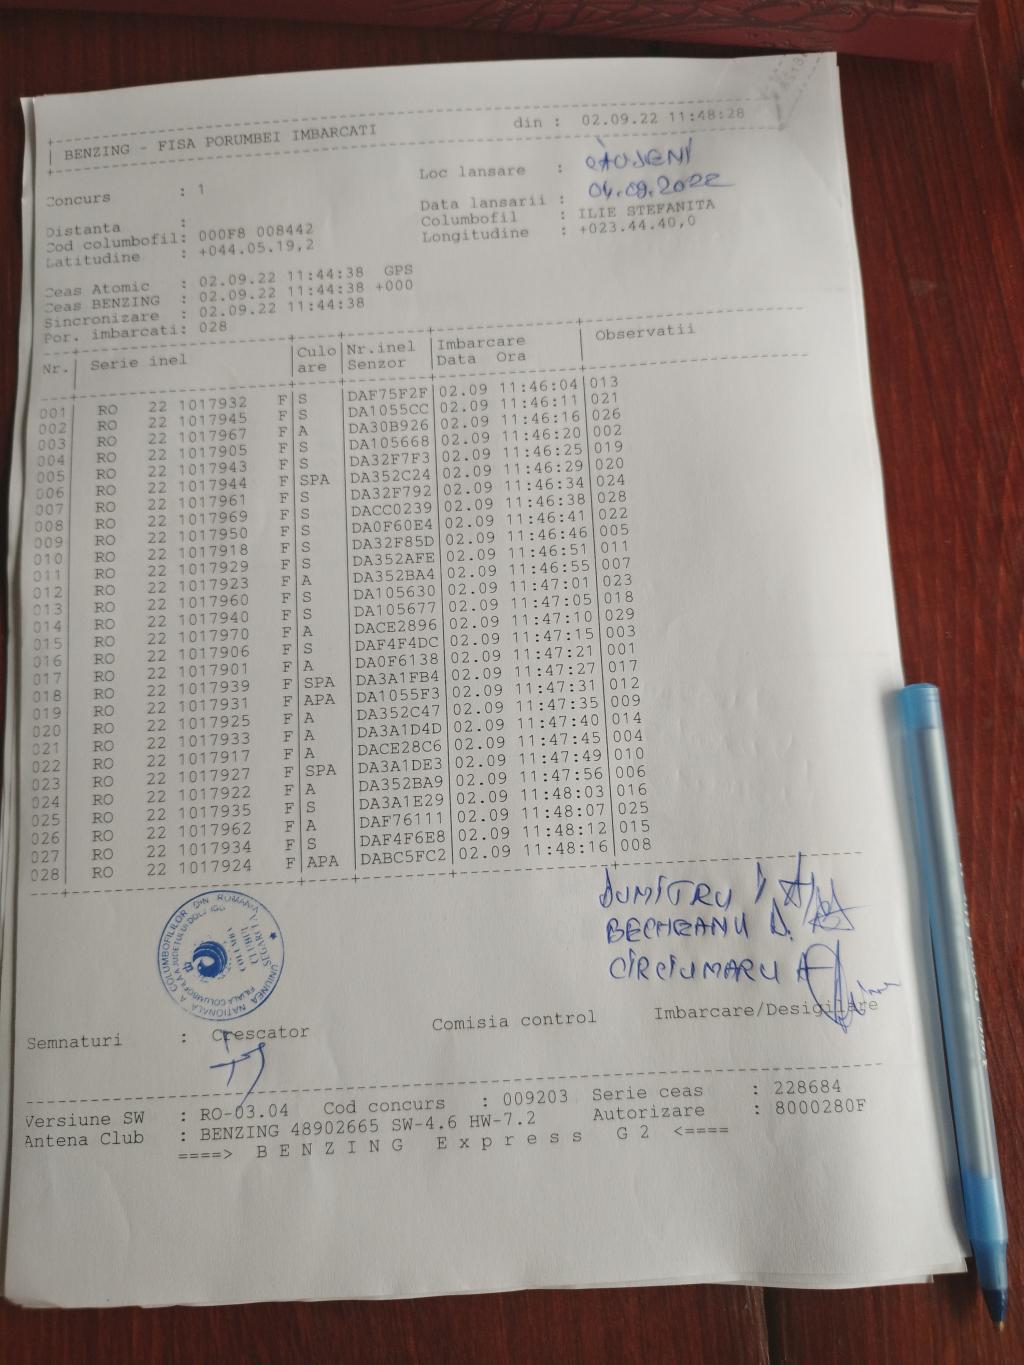 BENZING - FISA PORUMBEI IMBARCATI din : 02.09.22 11:48:28
Concurs : 1
Loc lansare :
Distanta :
Data lansarii : 04.09.2022
Cod columbofil: 000F8 008442
Columbofil : ILIE STEFANITA
Latitudine : +044.05.19,2
Longitudine : +023.44.40,0
Ceas Atomic : 02.09.22 11:44:38 GPS
Ceas BENZING : 02.09.22 11:44:38 +000
Sincronizare : 02.09.22 11:44:38
Por. imbarcati: 028
Nr. Serie inel Culo Nr.inel Imbarcare Observatii
are Senzor Data Ora
001 RO 22 1017932 F S DAF75F2F 02.09 11:46:04 013
002 RO 22 1017945 F S DA1055CC 02.09 11:46:11 021
003 RO 22 1017967 F A DA30B926 02.09 11:46:16 026
004 RO 22 1017905 F S DA105668 02.09 11:46:20 002
005 RO 22 1017943 F S DA32F7F3 02.09 11:46:25 019
006 RO 22 1017944 F SPA DA352C24 02.09 11:46:29 020
007 RO 22 1017961 F S DA32F792 02.09 11:46:34 024
008 RO 22 1017969 F S DACC0239 02.09 11:46:38 028
009 RO 22 1017950 F S DA0F60E4 02.09 11:46:41 022
010 RO 22 1017918 F S DA32F85D 02.09 11:46:46 005
011 RO 22 1017929 F S DA352AFE 02.09 11:46:51 011
012 RO 22 1017923 F A DA352BA4 02.09 11:46:55 007
013 RO 22 1017960 F S DA105630 02.09 11:47:01 023
014 RO 22 1017940 F S DA105677 02.09 11:47:05 018
015 RO 22 1017970 F A DACE2896 02.09 11:47:10 029
016 RO 22 1017906 F S DAF4F4DC 02.09 11:47:15 003
017 RO 22 1017901 F A DA0F6138 02.09 11:47:21 001
018 RO 22 1017939 F SPA DA3A1FB4 02.09 11:47:27 017
019 RO 22 1017931 F APA DA1055F3 02.09 11:47:31 012
020 RO 22 1017925 F A DA352C47 02.09 11:47:35 009
021 RO 22 1017933 F A DA3A1D4D 02.09 11:47:40 014
022 RO 22 1017917 F A DACE28C6 02.09 11:47:45 004
023 RO 22 1017927 F SPA DA3A1DE3 02.09 11:47:49 010
024 RO 22 1017922 F A DA352BA9 02.09 11:47:56 006
025 RO 22 1017935 F S DA3A1E29 02.09 11:48:03 016
026 RO 22 1017962 F A DAF76111 02.09 11:48:07 025
027 RO 22 1017934 F S DAF4F6E8 02.09 11:48:12 015
028 RO 22 1017924 F APA DABC5FC2 02.09 11:48:16 008
DUMITRU
BECHEANU D.
CÎRCIUMARU A
UNIUNEA NATIONALA A COLUMBOFILILOR DIN ROMANIA
Semnaturi : Crescator Comisia control Imbarcare/Desigilare
Versiune SW : RO-03.04 Cod concurs : 009203 Serie ceas : 228684
Antena Club : BENZING 48902665 SW-4.6 HW-7.2 Autorizare : 8000280F
====> B E N Z I N G E x p r e s s G 2 <====